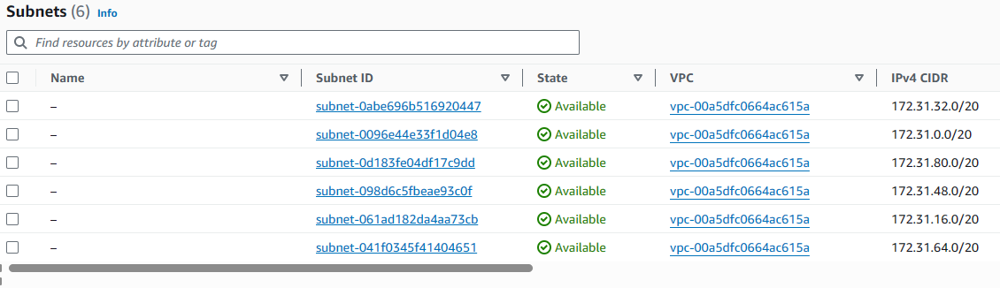 Subnets (6) Info
Find resources by attribute or tag
Name Subnet ID State VPC IPv4 CIDR
– subnet-0abe696b516920447 Available vpc-00a5dfc0664ac615a 172.31.32.0/20
– subnet-0096e44e33f1d04e8 Available vpc-00a5dfc0664ac615a 172.31.0.0/20
– subnet-0d183fe04df17c9dd Available vpc-00a5dfc0664ac615a 172.31.80.0/20
– subnet-098d6c5fbeae93c0f Available vpc-00a5dfc0664ac615a 172.31.48.0/20
– subnet-061ad182da4aa73cb Available vpc-00a5dfc0664ac615a 172.31.16.0/20
– subnet-041f0345f41404651 Available vpc-00a5dfc0664ac615a 172.31.64.0/20